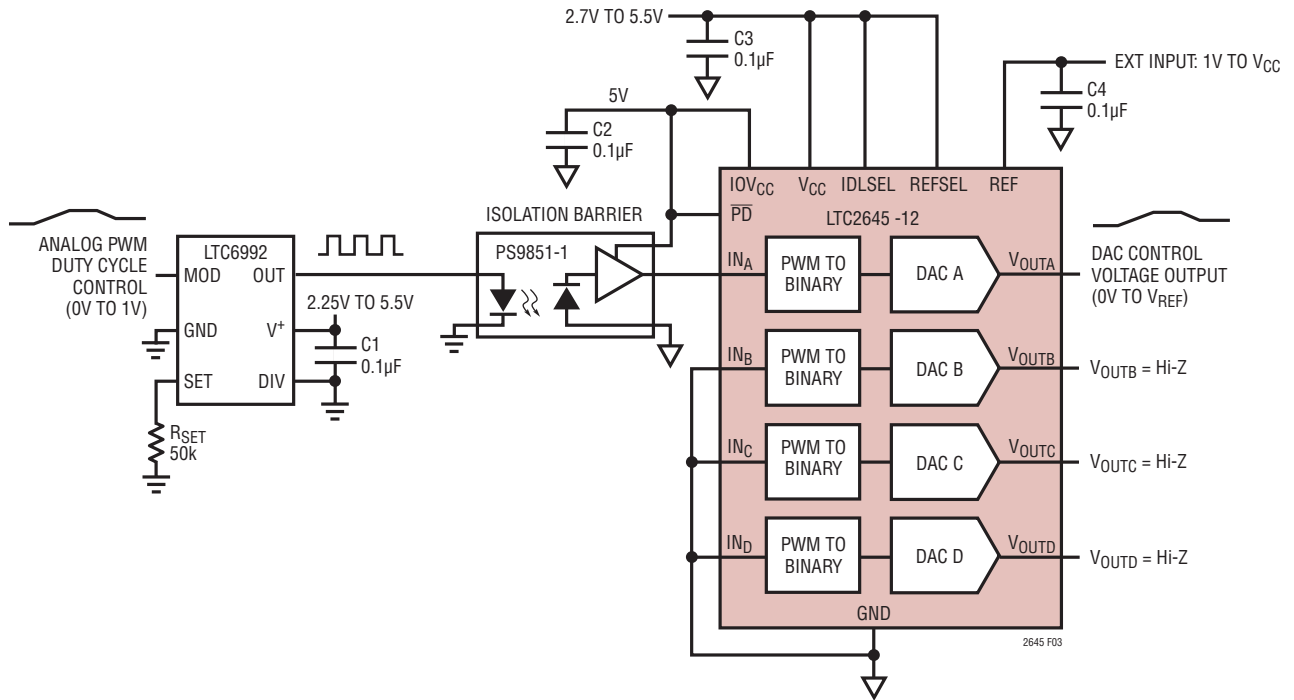 2.7V TO 5.5V
C3
0.1µF
EXT INPUT: 1V TO VCC
C4
0.1µF
5V
C2
0.1µF
IOVCC
VCC
IDLSEL
REFSEL
REF
PD
LTC2645 -12
ISOLATION BARRIER
PS9851-1
ANALOG PWM
DUTY CYCLE
CONTROL
(0V TO 1V)
LTC6992
MOD
OUT
GND
V+
SET
DIV
2.25V TO 5.5V
C1
0.1µF
RSET
50k
INA
PWM TO
BINARY
DAC A
VOUTA
DAC CONTROL
VOLTAGE OUTPUT
(0V TO VREF)
INB
PWM TO
BINARY
DAC B
VOUTB
VOUTB = Hi-Z
INC
PWM TO
BINARY
DAC C
VOUTC
VOUTC = Hi-Z
IND
PWM TO
BINARY
DAC D
VOUTD
VOUTD = Hi-Z
GND
2645 F03